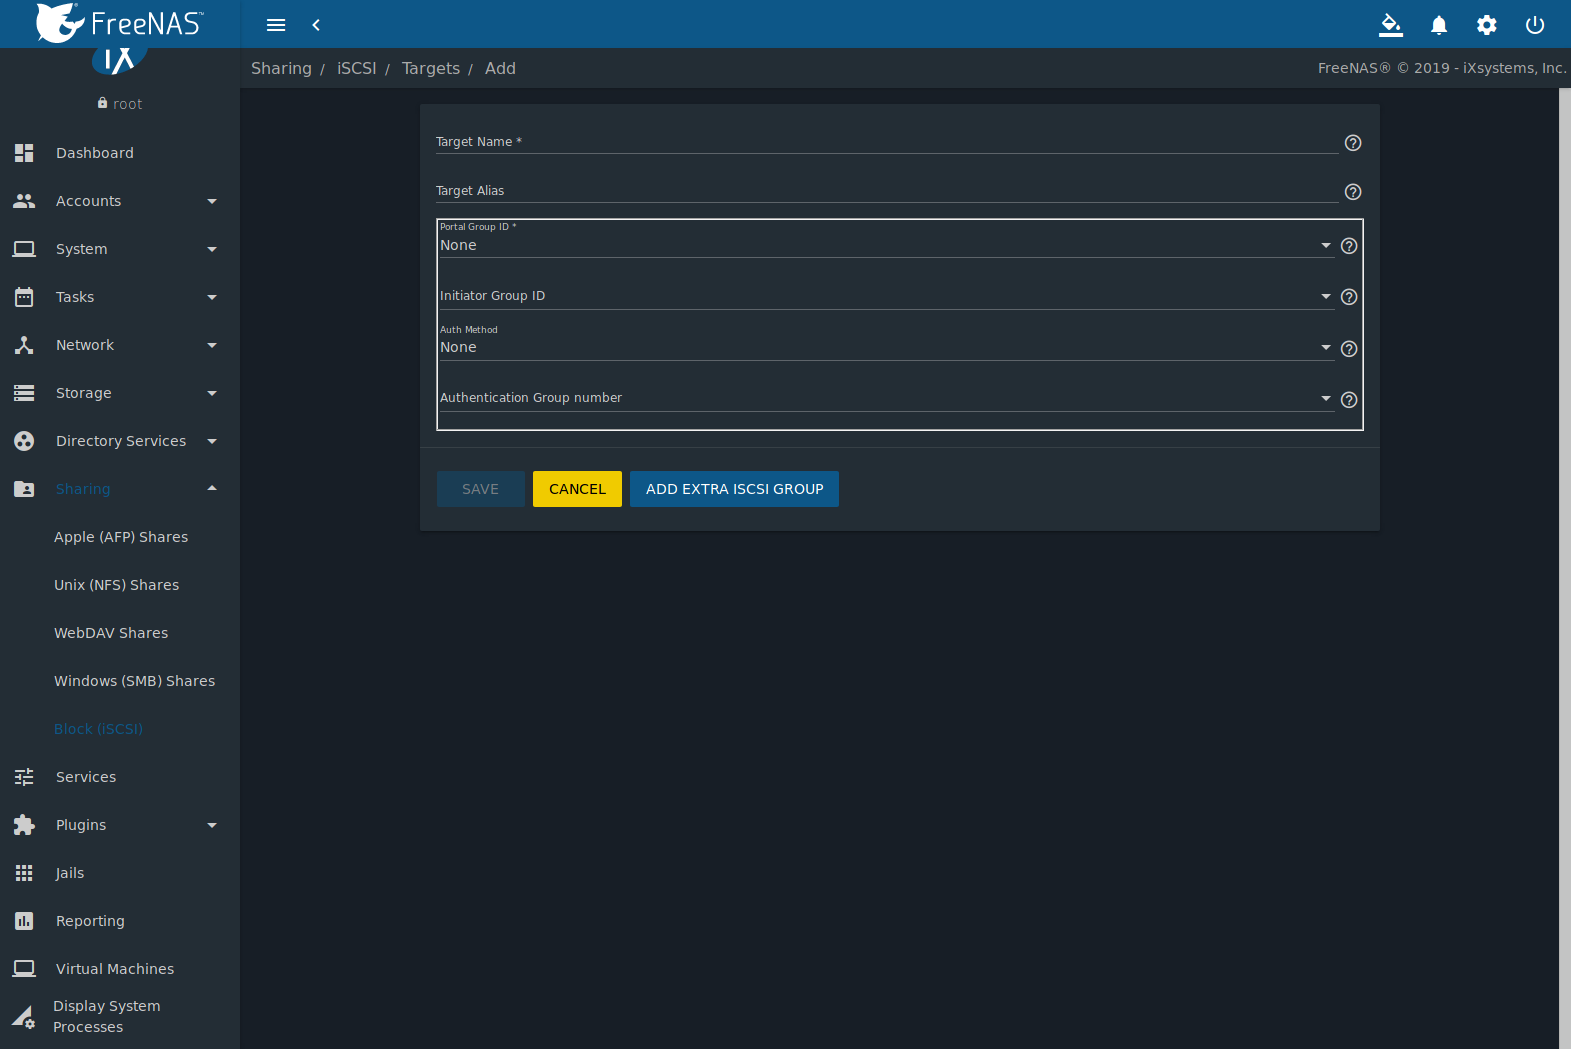 FreeNAS™
Sharing / iSCSI / Targets / Add
FreeNAS® © 2019 - iXsystems, Inc.
iX
root
Dashboard
Accounts
System
Tasks
Network
Storage
Directory Services
Sharing
Apple (AFP) Shares
Unix (NFS) Shares
WebDAV Shares
Windows (SMB) Shares
Block (iSCSI)
Services
Plugins
Jails
Reporting
Virtual Machines
Display System
Processes
Target Name *
Target Alias
Portal Group ID *
None
Initiator Group ID
Auth Method
None
Authentication Group number
SAVE CANCEL ADD EXTRA ISCSI GROUP